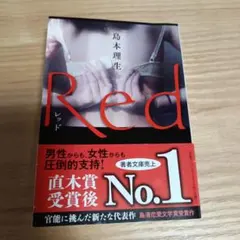 島本理生
Red
レッド
男性からも、女性からも
圧倒的支持!
著者文庫売上
直木賞
受賞後
No.1
官能に挑んだ新たな代表作
島清恋愛文学賞受賞作